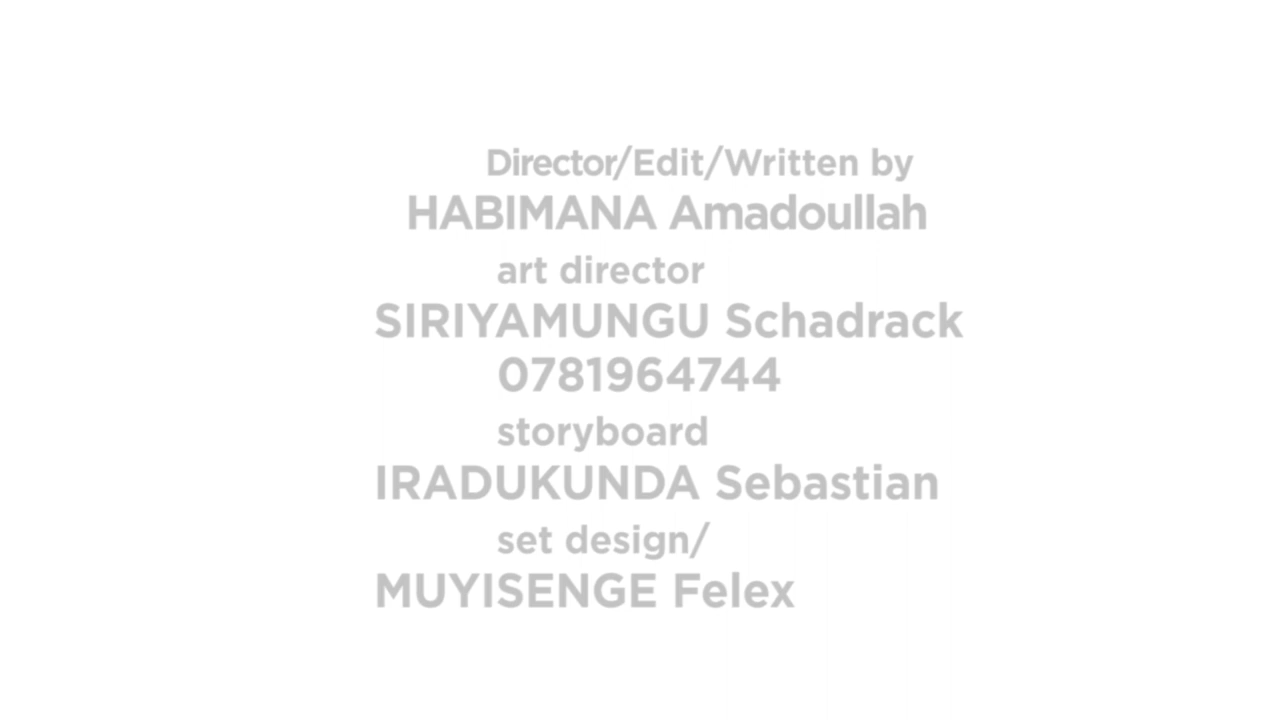 Director/Edit/Written by
HABIMANA Amadoullah
art director
SIRIYAMUNGU Schadrack
0781964744
storyboard
IRADUKUNDA Sebastian
set design/
MUYISENGE Felex